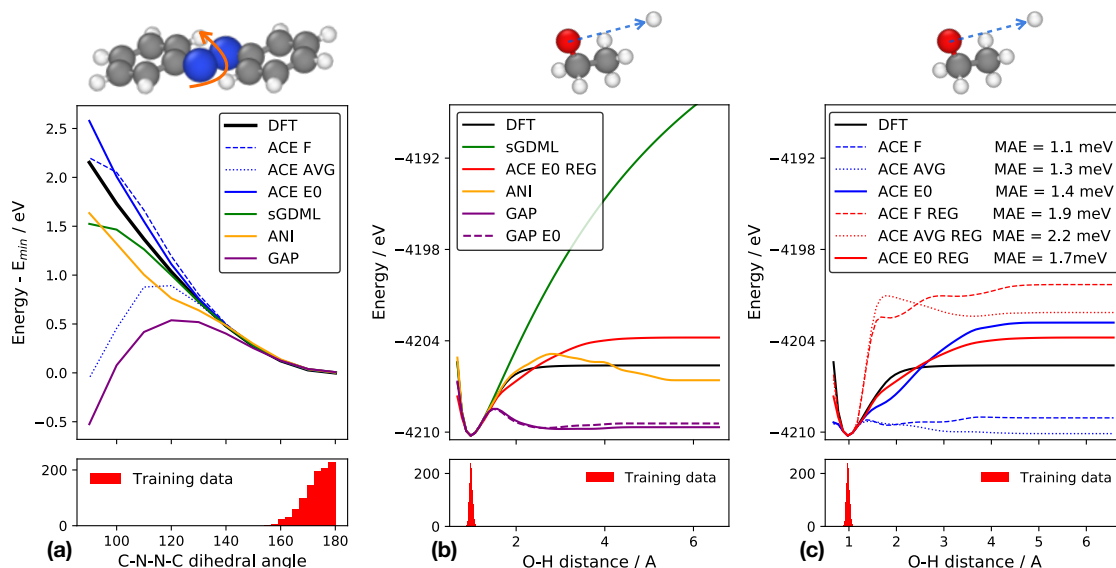 Energy - E_min / eV
2.5
2.0
1.5
1.0
0.5
0.0
−0.5
DFT
ACE F
ACE AVG
ACE E0
sGDML
ANI
GAP
200
0
Training data
100
120
140
160
180
(a)
C-N-N-C dihedral angle
Energy / eV
−4192
−4198
−4204
−4210
DFT
sGDML
ACE E0 REG
ANI
GAP
GAP E0
200
0
Training data
2
4
6
(b)
O-H distance / A
Energy / eV
−4192
−4198
−4204
−4210
DFT
ACE F MAE = 1.1 meV
ACE AVG MAE = 1.3 meV
ACE E0 MAE = 1.4 meV
ACE F REG MAE = 1.9 meV
ACE AVG REG MAE = 2.2 meV
ACE E0 REG MAE = 1.7meV
200
0
Training data
1
2
3
4
5
6
(c)
O-H distance / A